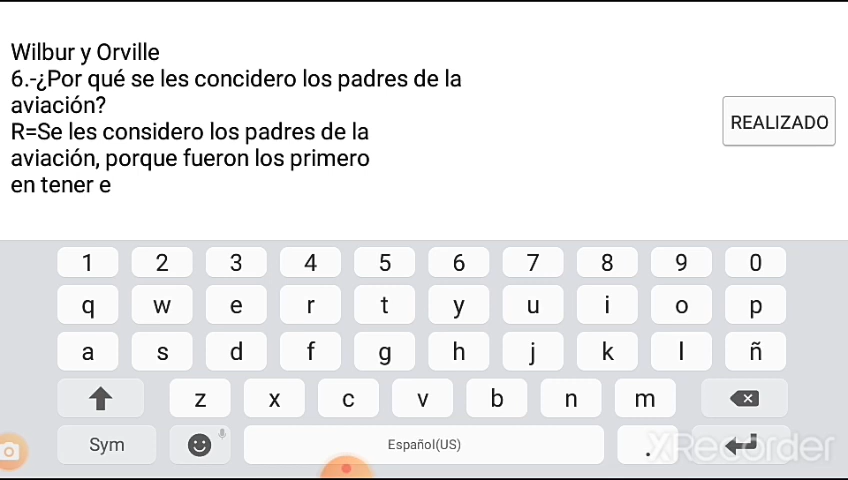 Wilbur y Orville
6.-¿Por qué se les concidero los padres de la
aviación?
R=Se les considero los padres de la
aviación, porque fueron los primero
en tener e
REALIZADO
1 2 3 4 5 6 7 8 9 0
q w e r t y u i o p
a s d f g h j k l ñ
z x c v b n m
Sym Español(US) .
XRecorder